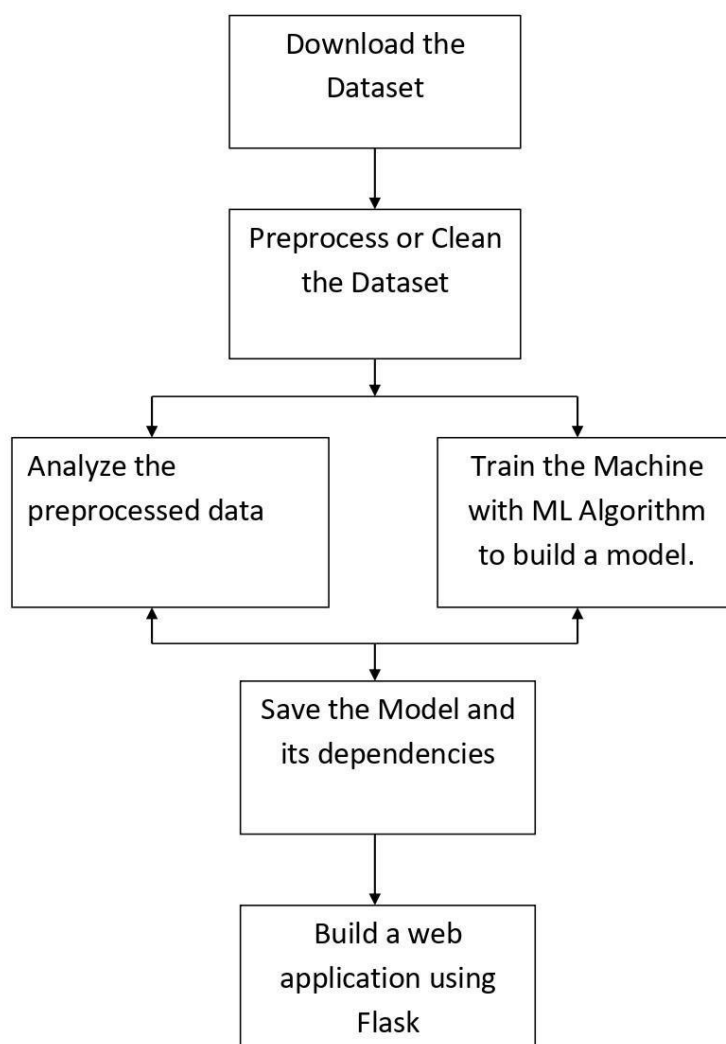 Download the
Dataset
Preprocess or Clean
the Dataset
Analyze the
preprocessed data
Train the Machine
with ML Algorithm
to build a model.
Save the Model and
its dependencies
Build a web
application using
Flask